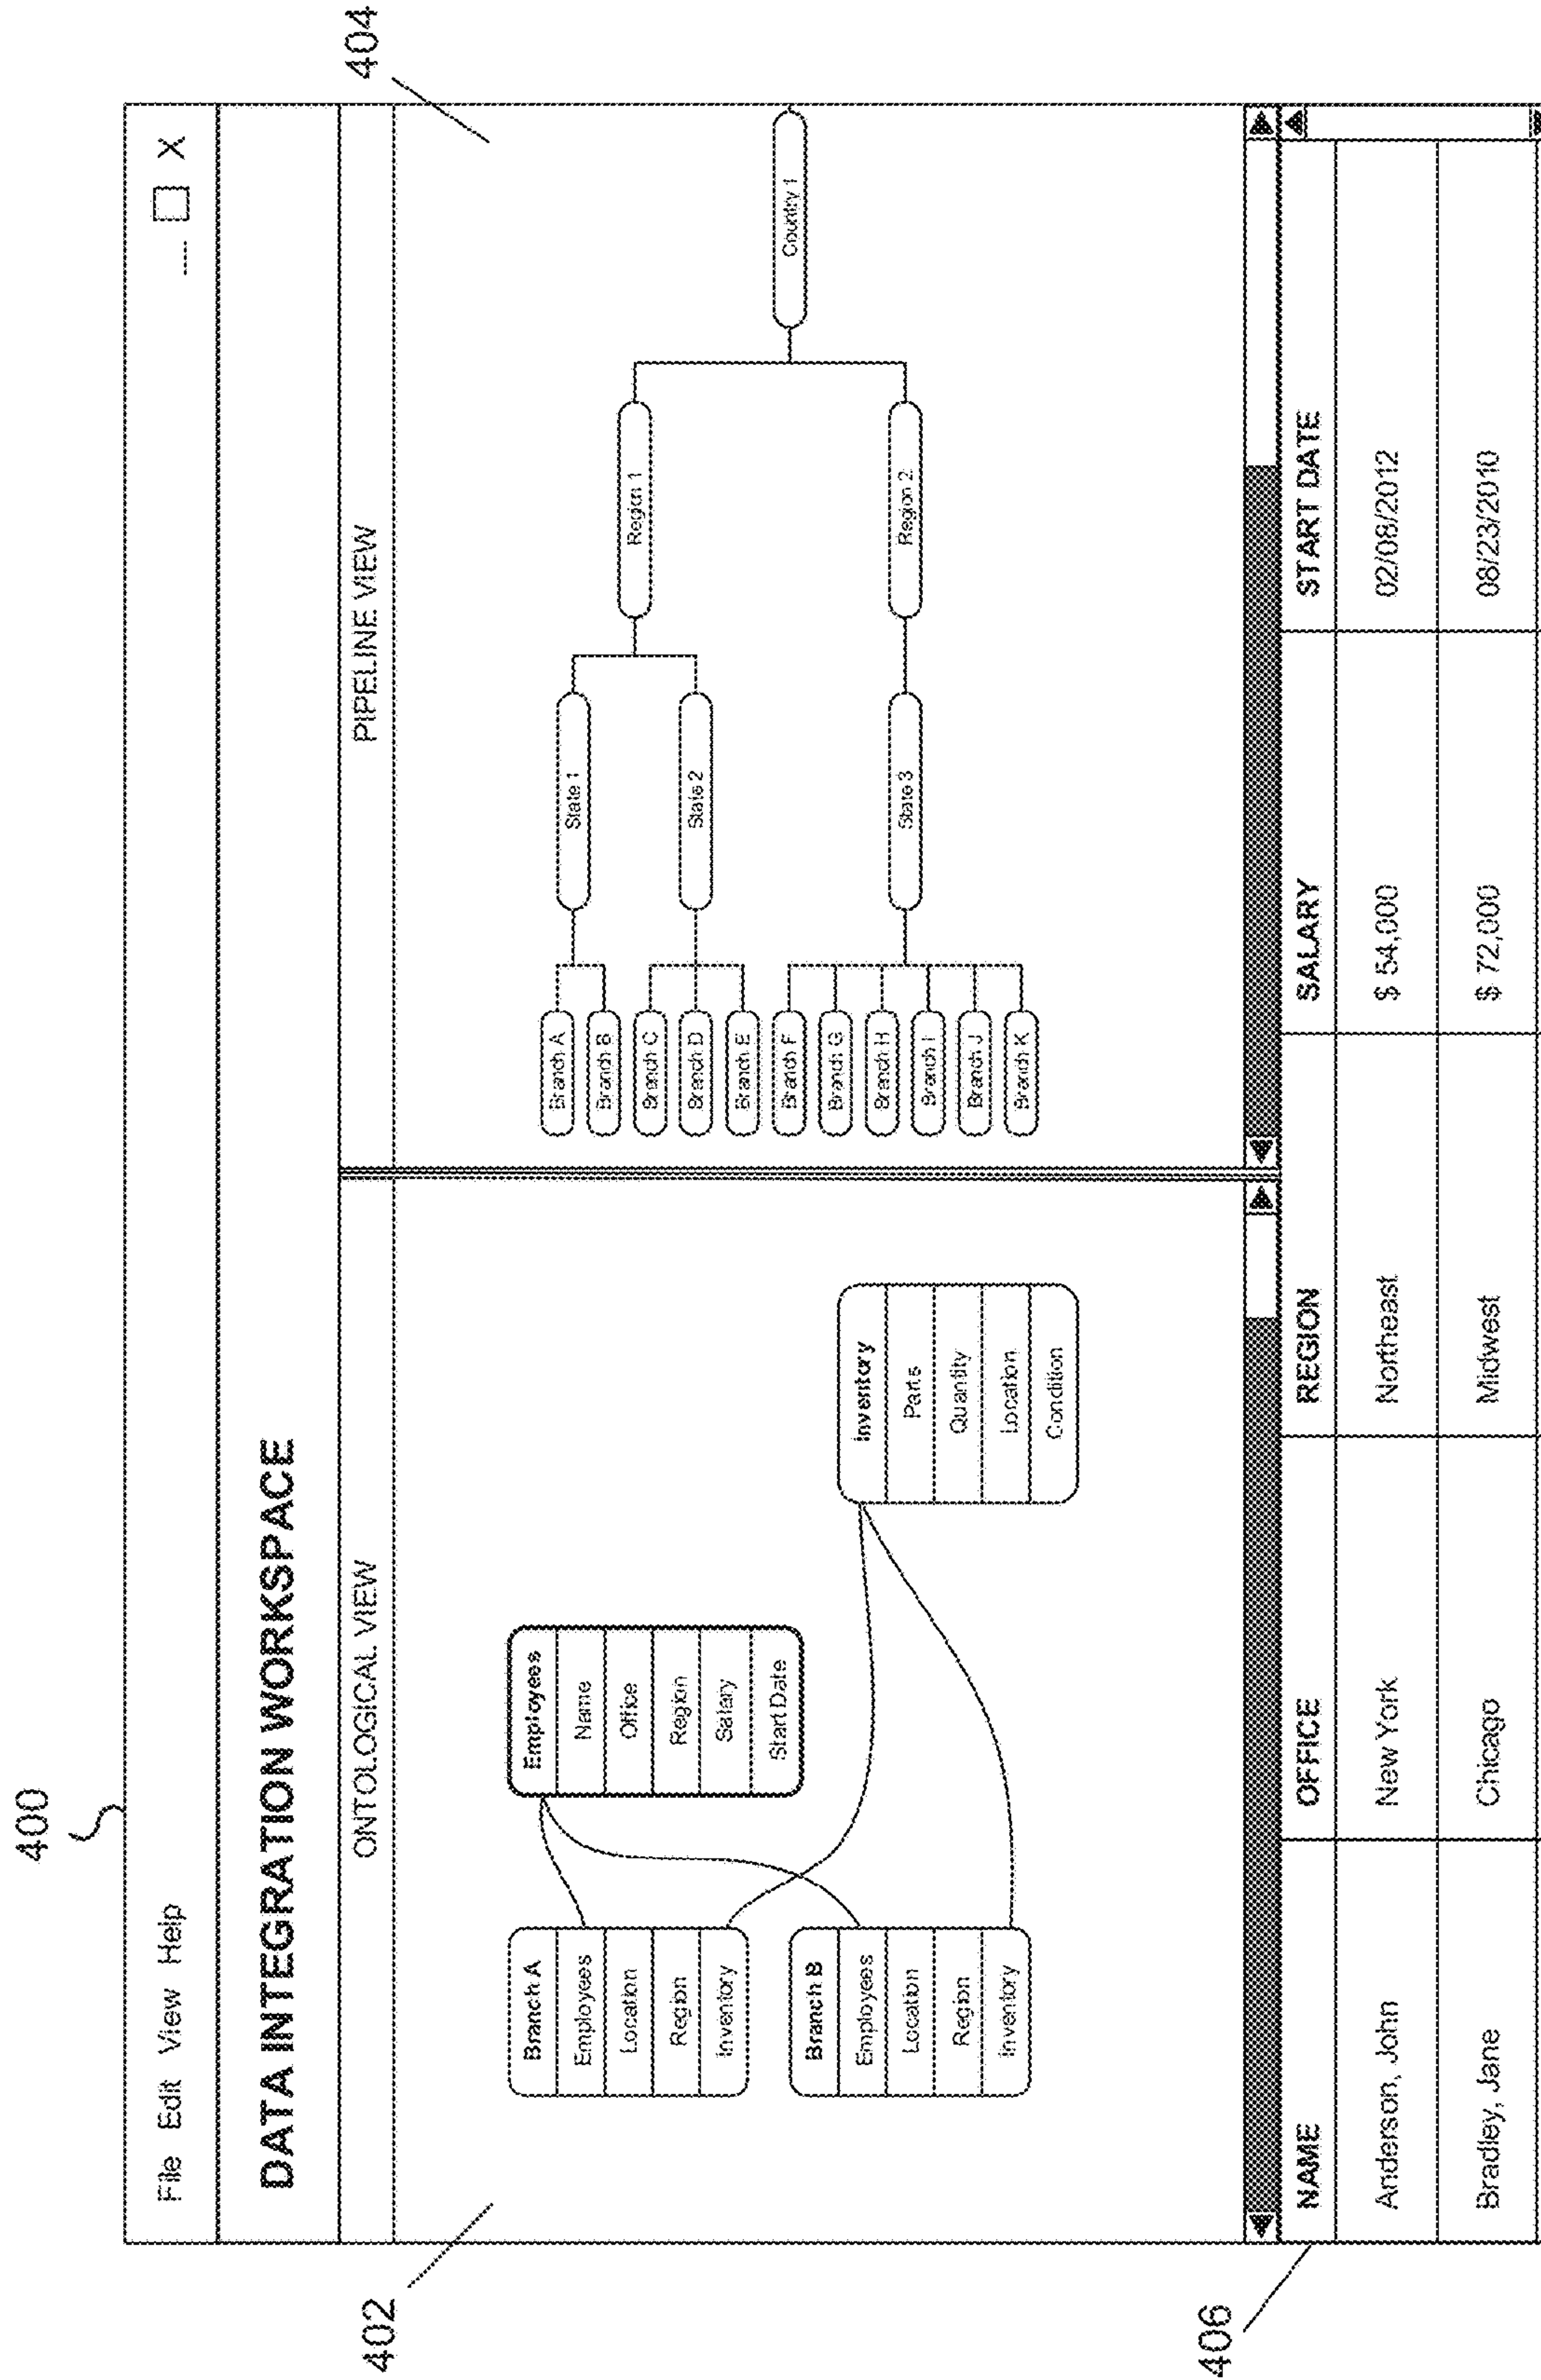 400
File Edit View Help
DATA INTEGRATION WORKSPACE
402
ONTOLOGICAL VIEW
Branch A
Employees
Location
Region
Inventory
Branch B
Employees
Location
Region
Inventory
Employees
Name
Office
Region
Salary
Start Date
Inventory
Parts
Quantity
Location
Condition
404
PIPELINE VIEW
Branch A
Branch B
Branch C
Branch D
Branch E
Branch F
Branch G
Branch H
Branch I
Branch J
Branch K
State 1
State 2
State 3
Region 1
Region 2
Country 1
406
NAME OFFICE REGION SALARY START DATE
Anderson, John New York Northeast $ 54,000 02/08/2012
Bradley, Jane Chicago Midwest $ 72,000 08/23/2010